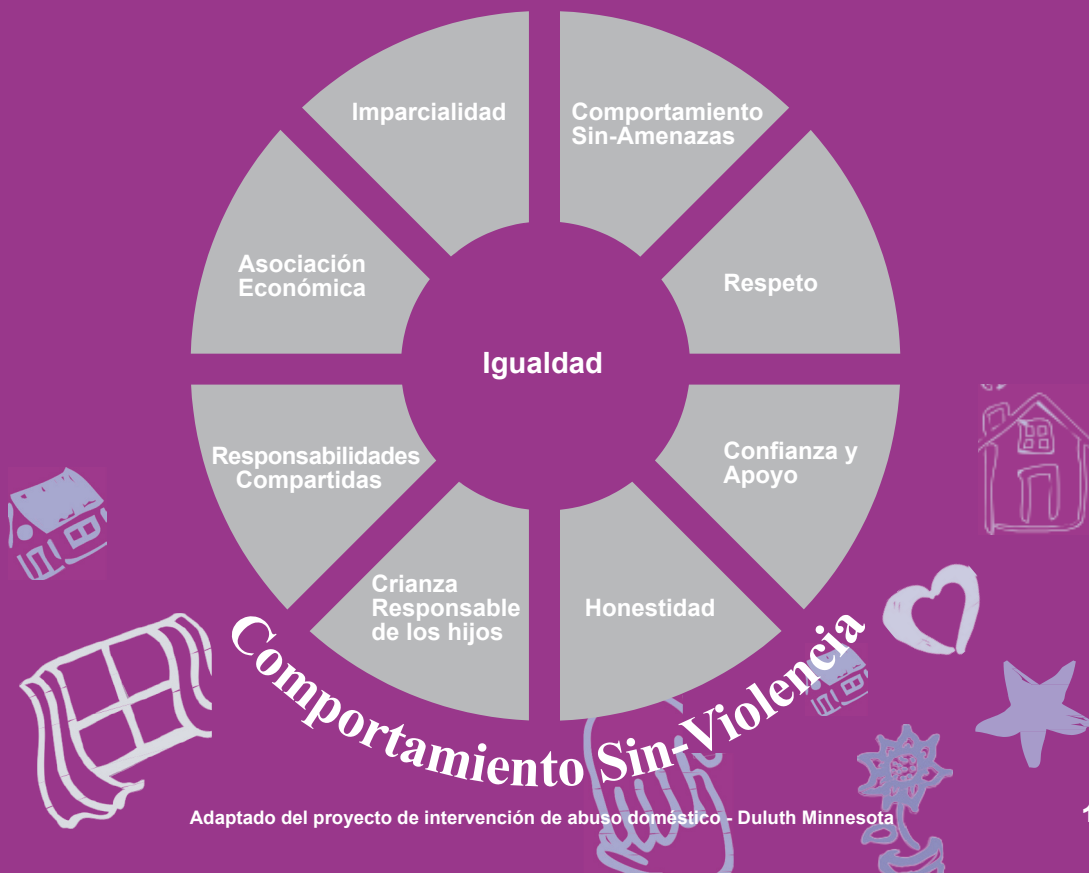 Imparcialidad
Comportamiento
Sin-Amenazas
Asociación
Económica
Respeto
Igualdad
Responsabilidades
Compartidas
Confianza y
Apoyo
Crianza
Responsable
de los hijos
Honestidad
Comportamiento Sin-Violencia
Adaptado del proyecto de intervención de abuso doméstico - Duluth Minnesota
1